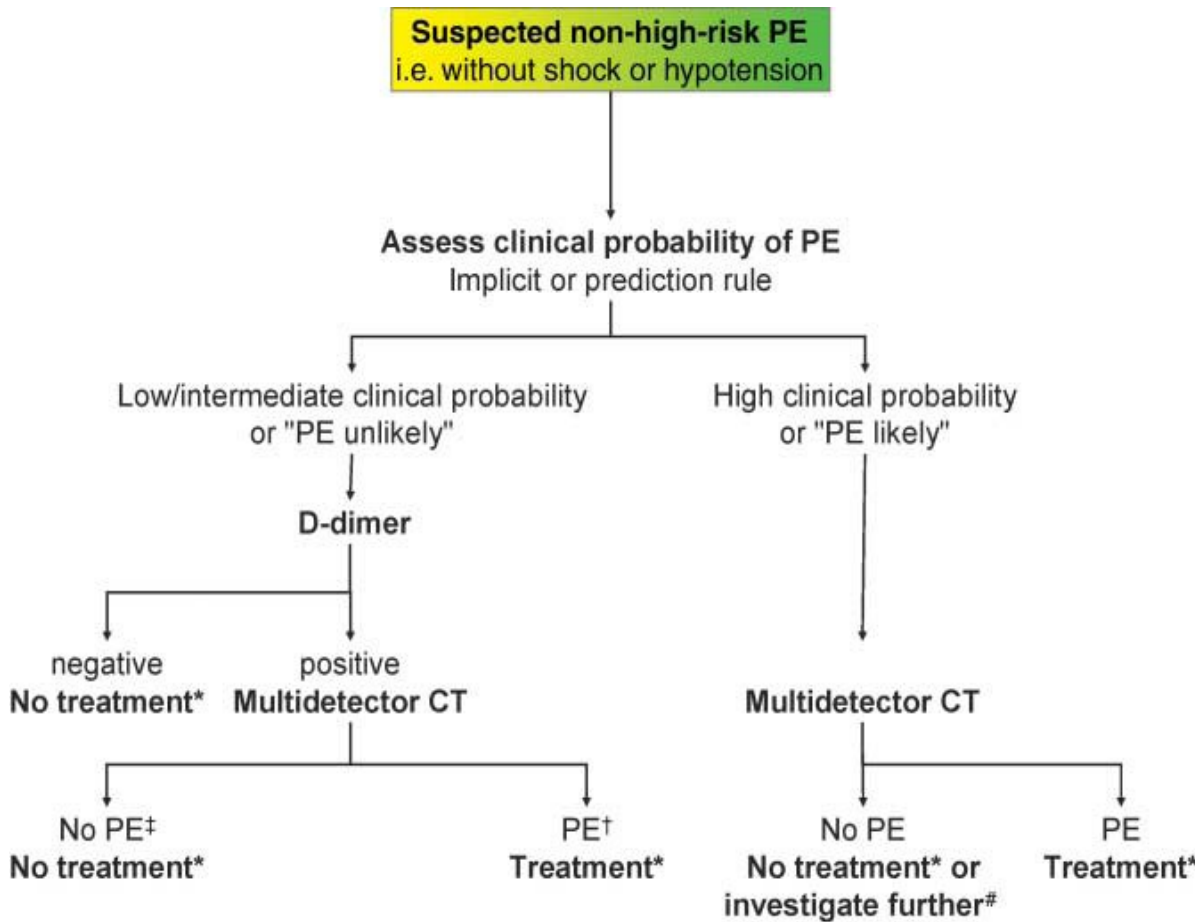 Suspected non-high-risk PE
i.e. without shock or hypotension
Assess clinical probability of PE
Implicit or prediction rule
Low/intermediate clinical probability
or "PE unlikely"
High clinical probability
or "PE likely"
D-dimer
negative
No treatment*
positive
Multidetector CT
Multidetector CT
No PE‡
No treatment*
PE†
Treatment*
No PE
No treatment* or
investigate further#
PE
Treatment*